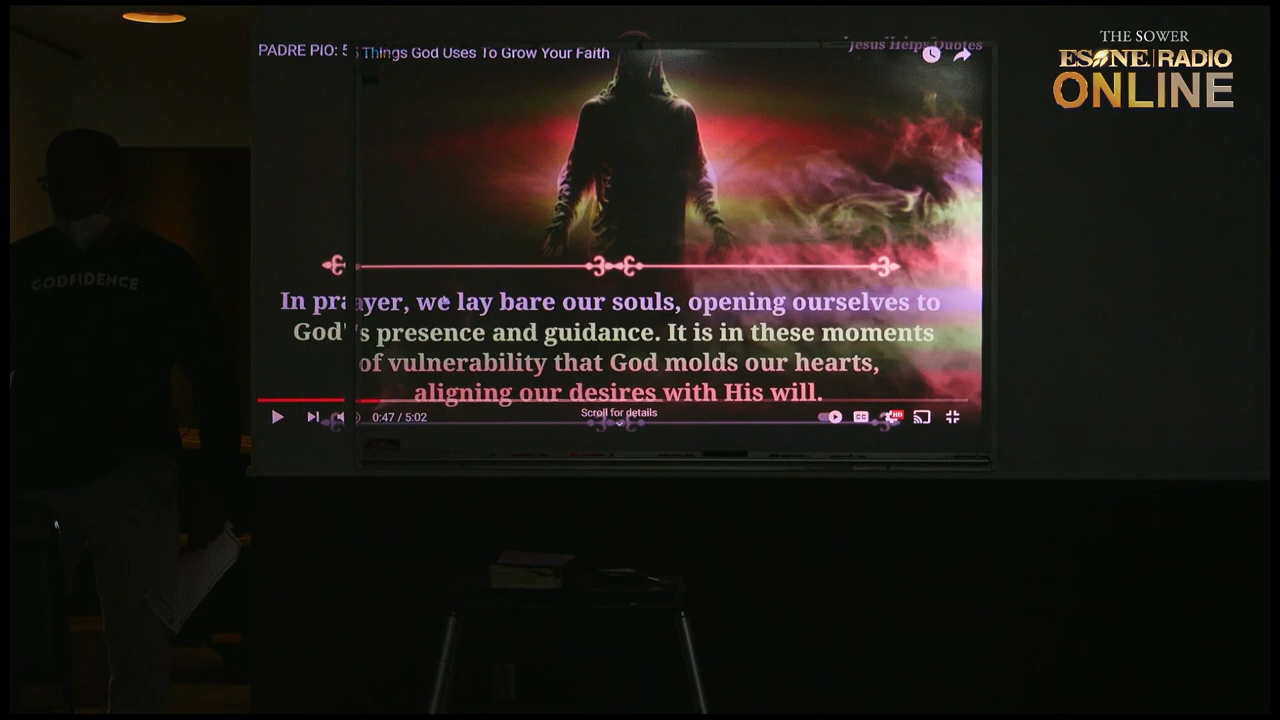 PADRE PIO: 5 Things God Uses To Grow Your Faith
Jesus Helps Quotes
THE SOWER
ESONE RADIO
ONLINE
GODFIDENCE
In prayer, we lay bare our souls, opening ourselves to
God's presence and guidance. It is in these moments
of vulnerability that God molds our hearts,
aligning our desires with His will.
0:47 / 5:02
Scroll for details
CC
HD